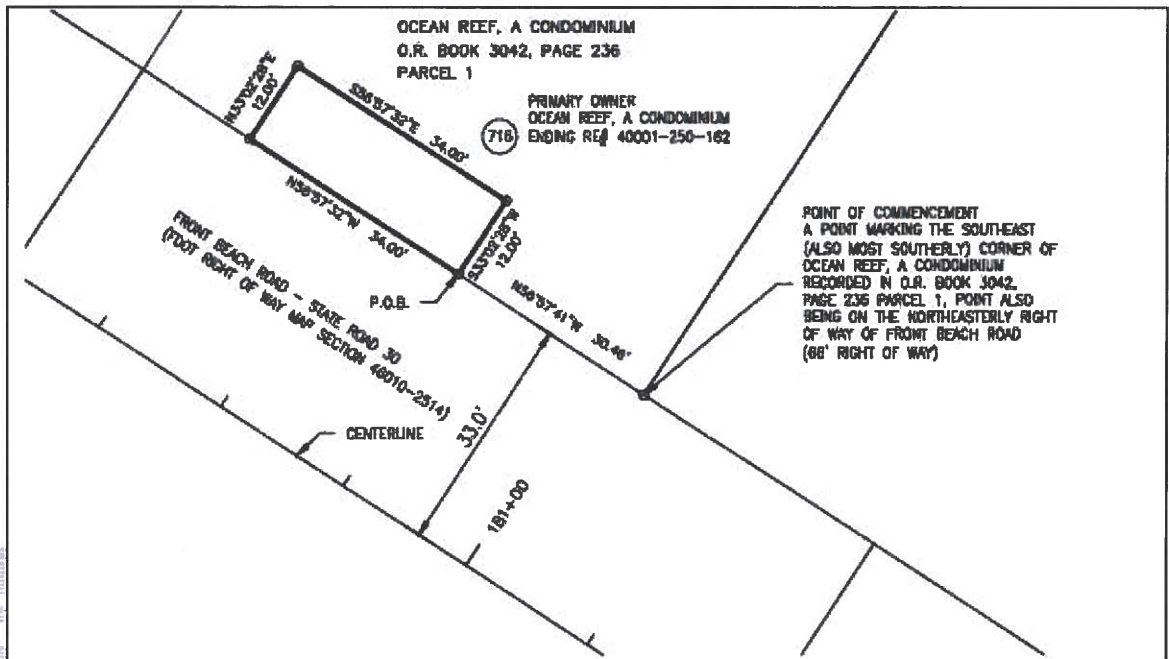 OCEAN REEF, A CONDOMINIUM
O.R. BOOK 3042, PAGE 236
PARCEL 1
PRIMARY OWNER
OCEAN REEF, A CONDOMINIUM
ENDING RE# 40001-250-162
716
N33°02'28"E
12.00'
S56°57'32"E 34.00'
N56°57'32"W 34.00'
S33°02'28"W
12.00'
P.O.B.
N56°57'41"W 30.46'
FRONT BEACH ROAD - STATE ROAD 30
(FDOT RIGHT OF WAY MAP SECTION 46010-2514)
POINT OF COMMENCEMENT
A POINT MARKING THE SOUTHEAST
(ALSO MOST SOUTHERLY) CORNER OF
OCEAN REEF, A CONDOMINIUM
RECORDED IN O.R. BOOK 3042,
PAGE 236 PARCEL 1, POINT ALSO
BEING ON THE NORTHEASTERLY RIGHT
OF WAY OF FRONT BEACH ROAD
(66' RIGHT OF WAY)
CENTERLINE
33.0'
181+00